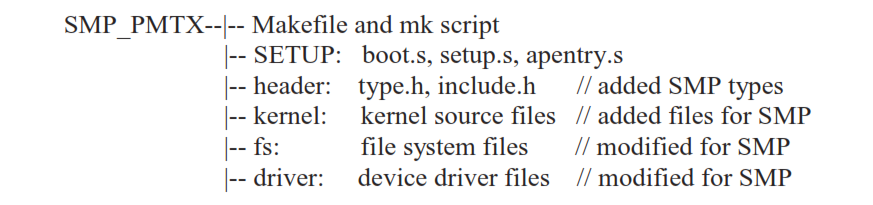 SMP_PMTX--|-- Makefile and mk script
|-- SETUP: boot.s, setup.s, apentry.s
|-- header: type.h, include.h // added SMP types
|-- kernel: kernel source files // added files for SMP
|-- fs: file system files // modified for SMP
|-- driver: device driver files // modified for SMP